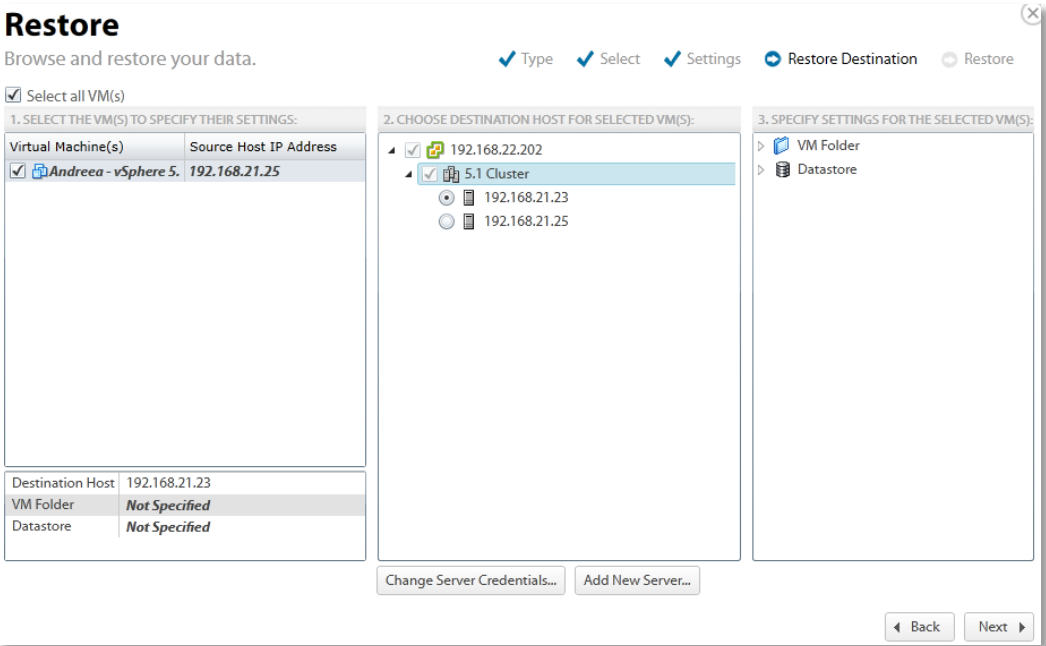 Restore
Browse and restore your data.
Type Select Settings Restore Destination Restore
Select all VM(s)
1. SELECT THE VM(S) TO SPECIFY THEIR SETTINGS:
Virtual Machine(s) Source Host IP Address
Andreea - vSphere 5. 192.168.21.25
Destination Host 192.168.21.23
VM Folder Not Specified
Datastore Not Specified
2. CHOOSE DESTINATION HOST FOR SELECTED VM(S):
192.168.22.202
5.1 Cluster
192.168.21.23
192.168.21.25
Change Server Credentials... Add New Server...
3. SPECIFY SETTINGS FOR THE SELECTED VM(S):
VM Folder
Datastore
Back Next